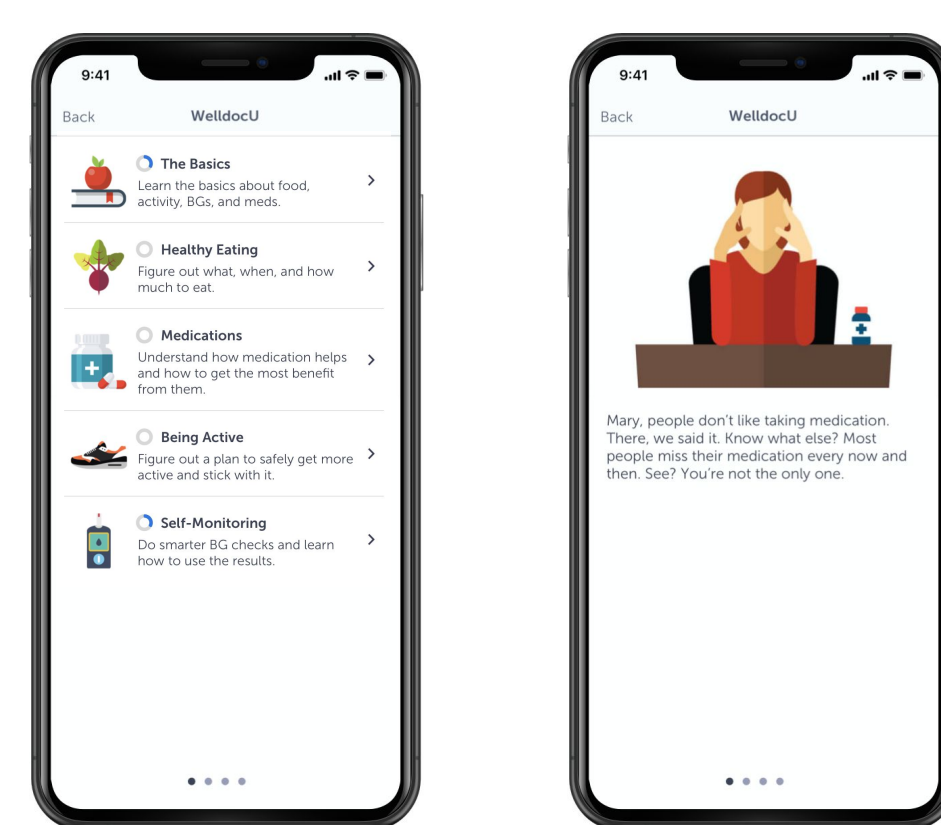 9:41
Back
WelldocU
The Basics
Learn the basics about food,
activity, BGs, and meds.
Healthy Eating
Figure out what, when, and how
much to eat.
Medications
Understand how medication helps
and how to get the most benefit
from them.
Being Active
Figure out a plan to safely get more
active and stick with it.
Self-Monitoring
Do smarter BG checks and learn
how to use the results.
9:41
Back
WelldocU
Mary, people don't like taking medication.
There, we said it. Know what else? Most
people miss their medication every now and
then. See? You're not the only one.